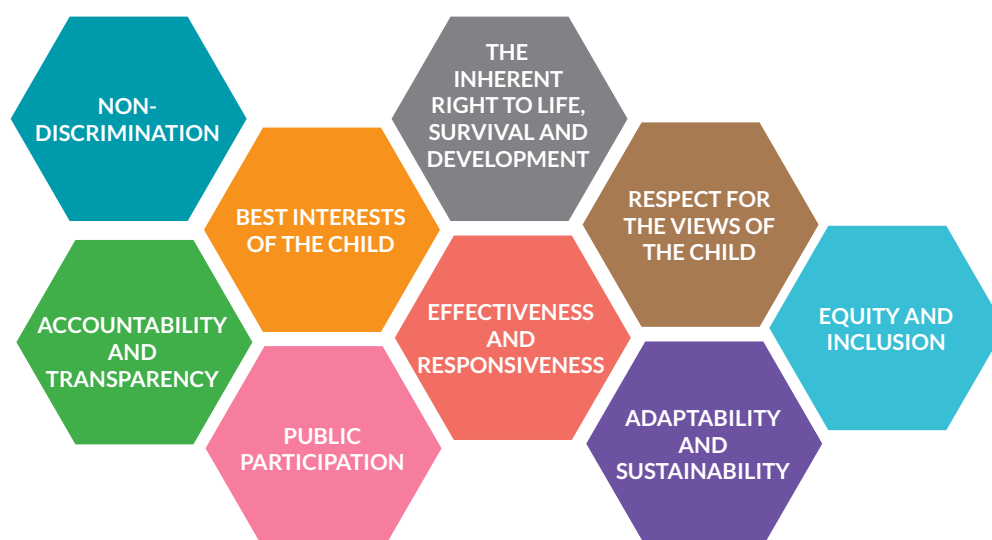 NON-
DISCRIMINATION
THE
INHERENT
RIGHT TO LIFE,
SURVIVAL AND
DEVELOPMENT
BEST INTERESTS
OF THE CHILD
RESPECT FOR
THE VIEWS OF
THE CHILD
ACCOUNTABILITY
AND
TRANSPARENCY
EFFECTIVENESS
AND
RESPONSIVENESS
EQUITY AND
INCLUSION
PUBLIC
PARTICIPATION
ADAPTABILITY
AND
SUSTAINABILITY